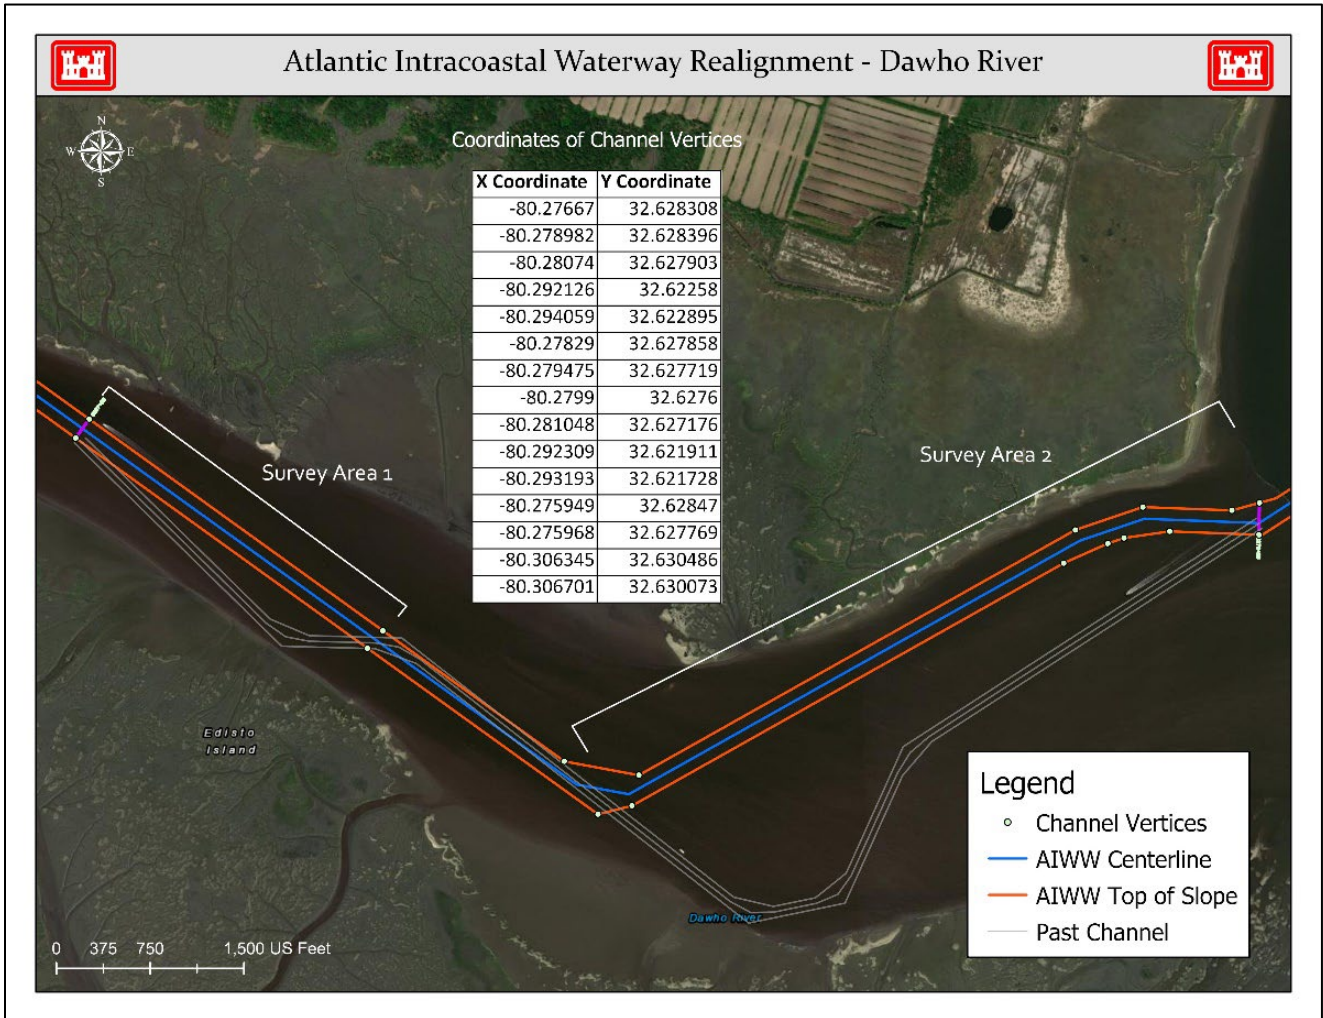 Atlantic Intracoastal Waterway Realignment - Dawho River
N
W E
S
Coordinates of Channel Vertices
X Coordinate Y Coordinate
-80.27667 32.628308
-80.278982 32.628396
-80.28074 32.627903
-80.292126 32.62258
-80.294059 32.622895
-80.27829 32.627858
-80.279475 32.627719
-80.2799 32.6276
-80.281048 32.627176
-80.292309 32.621911
-80.293193 32.621728
-80.275949 32.62847
-80.275968 32.627769
-80.306345 32.630486
-80.306701 32.630073
Survey Area 1
Survey Area 2
Edisto
Island
Dawho River
Legend
Channel Vertices
AIWW Centerline
AIWW Top of Slope
Past Channel
0 375 750 1,500 US Feet